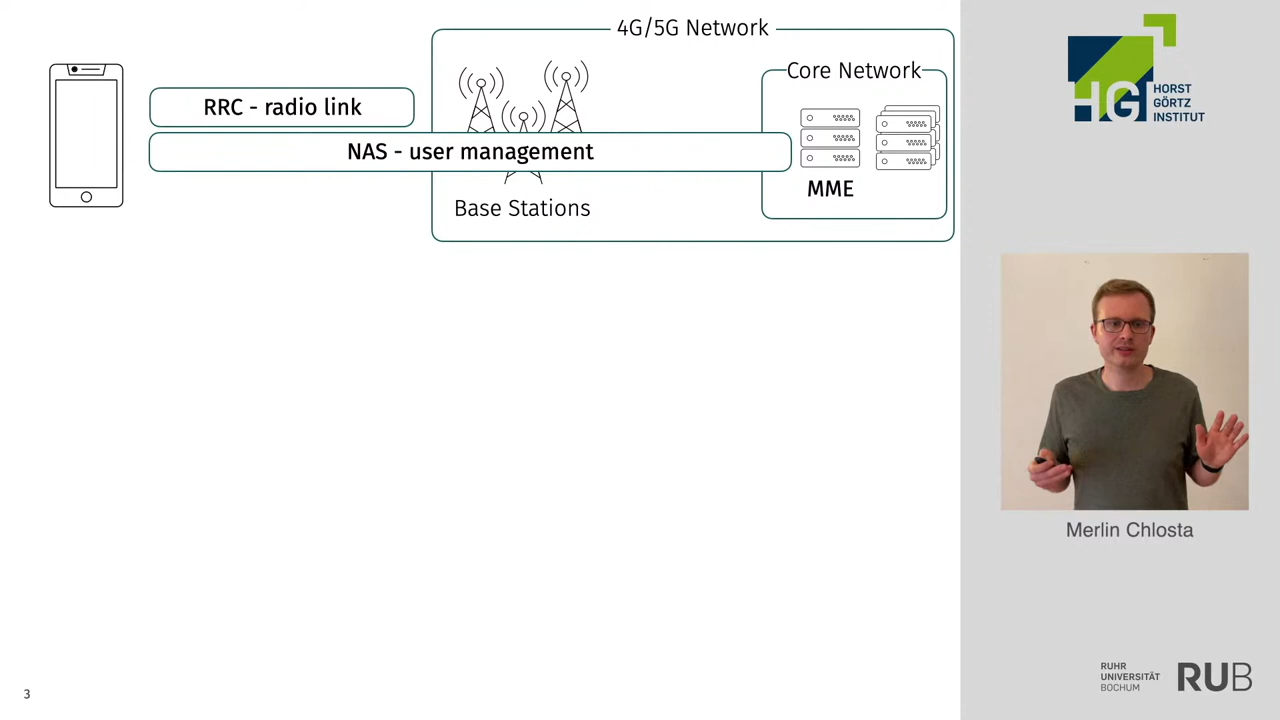 4G/5G Network
Core Network
RRC - radio link
NAS - user management
MME
Base Stations
HGI
HORST
GÖRTZ
INSTITUT
Merlin Chlosta
RUHR
UNIVERSITÄT
BOCHUM
RUB
3